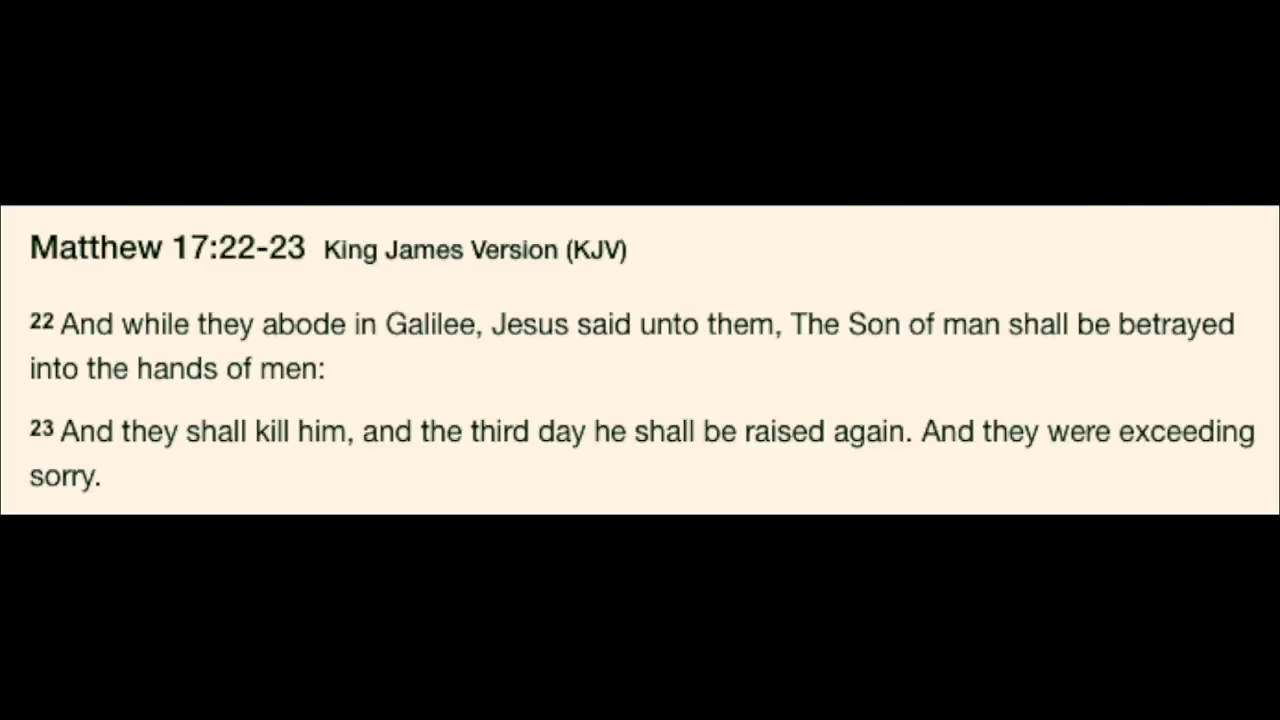 Matthew 17:22-23 King James Version (KJV)
22 And while they abode in Galilee, Jesus said unto them, The Son of man shall be betrayed
into the hands of men:
23 And they shall kill him, and the third day he shall be raised again. And they were exceeding
sorry.